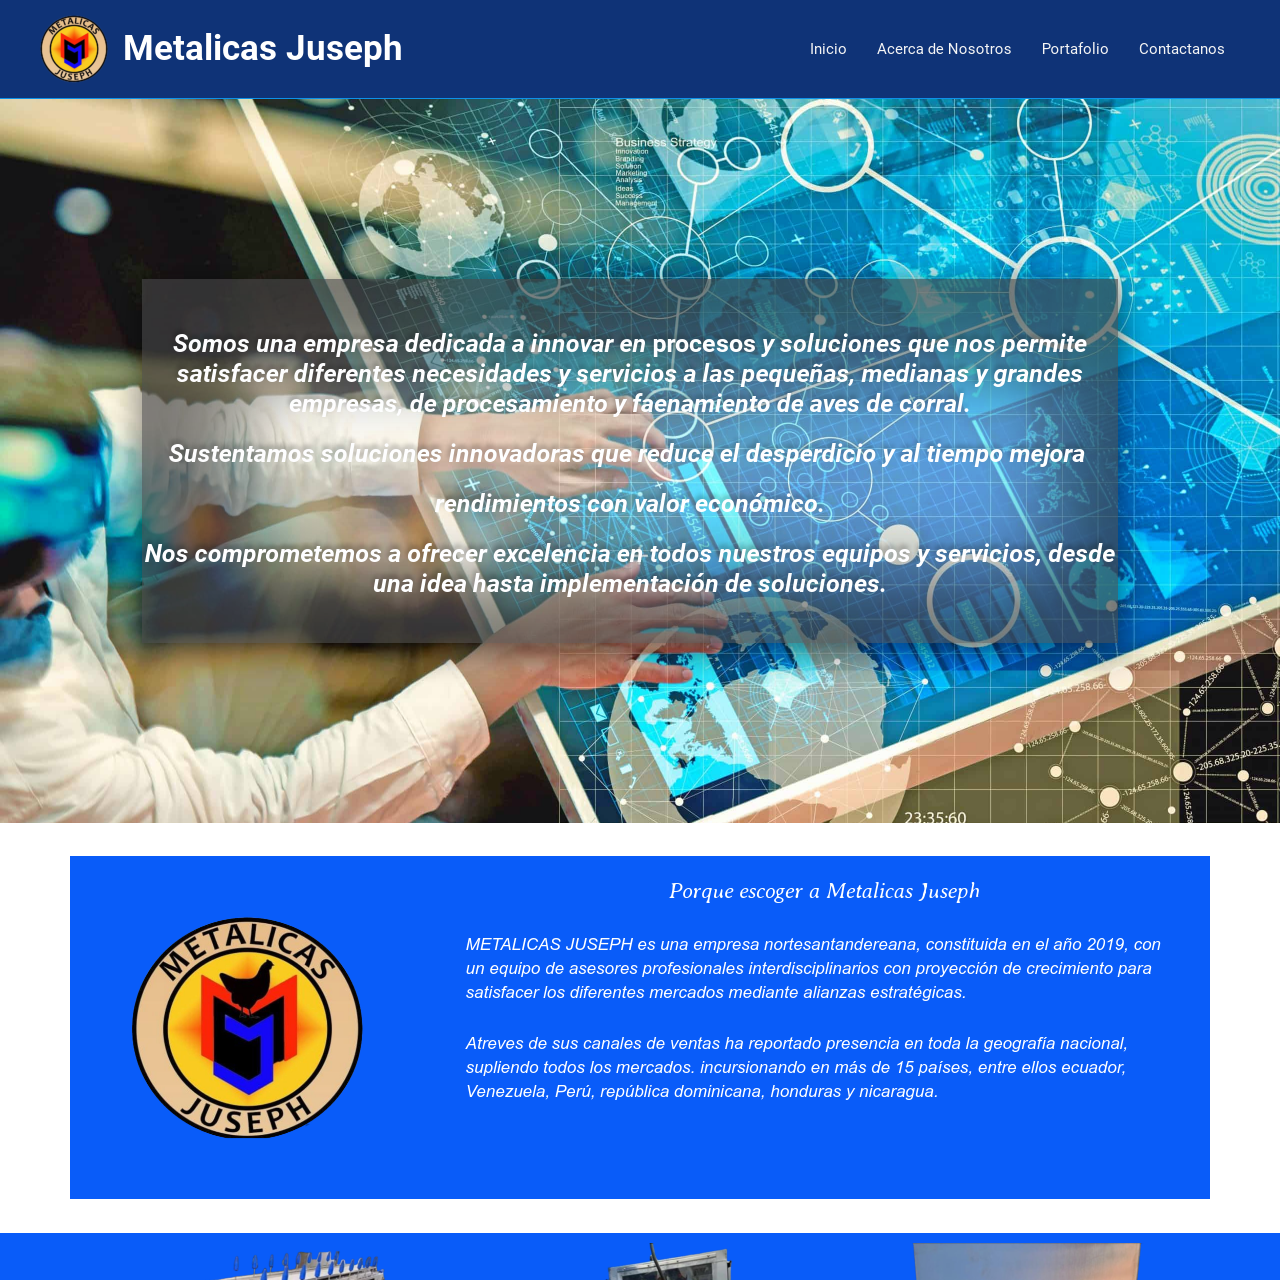 METALICAS
JUSEPH
Metalicas Juseph
Inicio
Acerca de Nosotros
Portafolio
Contactanos
Business Strategy
Innovation
Branding
Solution
Marketing
Analysis
Ideas
Success
Management
Somos una empresa dedicada a innovar en procesos y soluciones que nos permite
satisfacer diferentes necesidades y servicios a las pequeñas, medianas y grandes
empresas, de procesamiento y faenamiento de aves de corral.
Sustentamos soluciones innovadoras que reduce el desperdicio y al tiempo mejora
rendimientos con valor económico.
Nos comprometemos a ofrecer excelencia en todos nuestros equipos y servicios, desde
una idea hasta implementación de soluciones.
23:35:60
METALICAS
JUSEPH
Porque escoger a Metalicas Juseph
METALICAS JUSEPH es una empresa nortesantandereana, constituida en el año 2019, con
un equipo de asesores profesionales interdisciplinarios con proyección de crecimiento para
satisfacer los diferentes mercados mediante alianzas estratégicas.
Atreves de sus canales de ventas ha reportado presencia en toda la geografía nacional,
supliendo todos los mercados. incursionando en más de 15 países, entre ellos ecuador,
Venezuela, Perú, república dominicana, honduras y nicaragua.